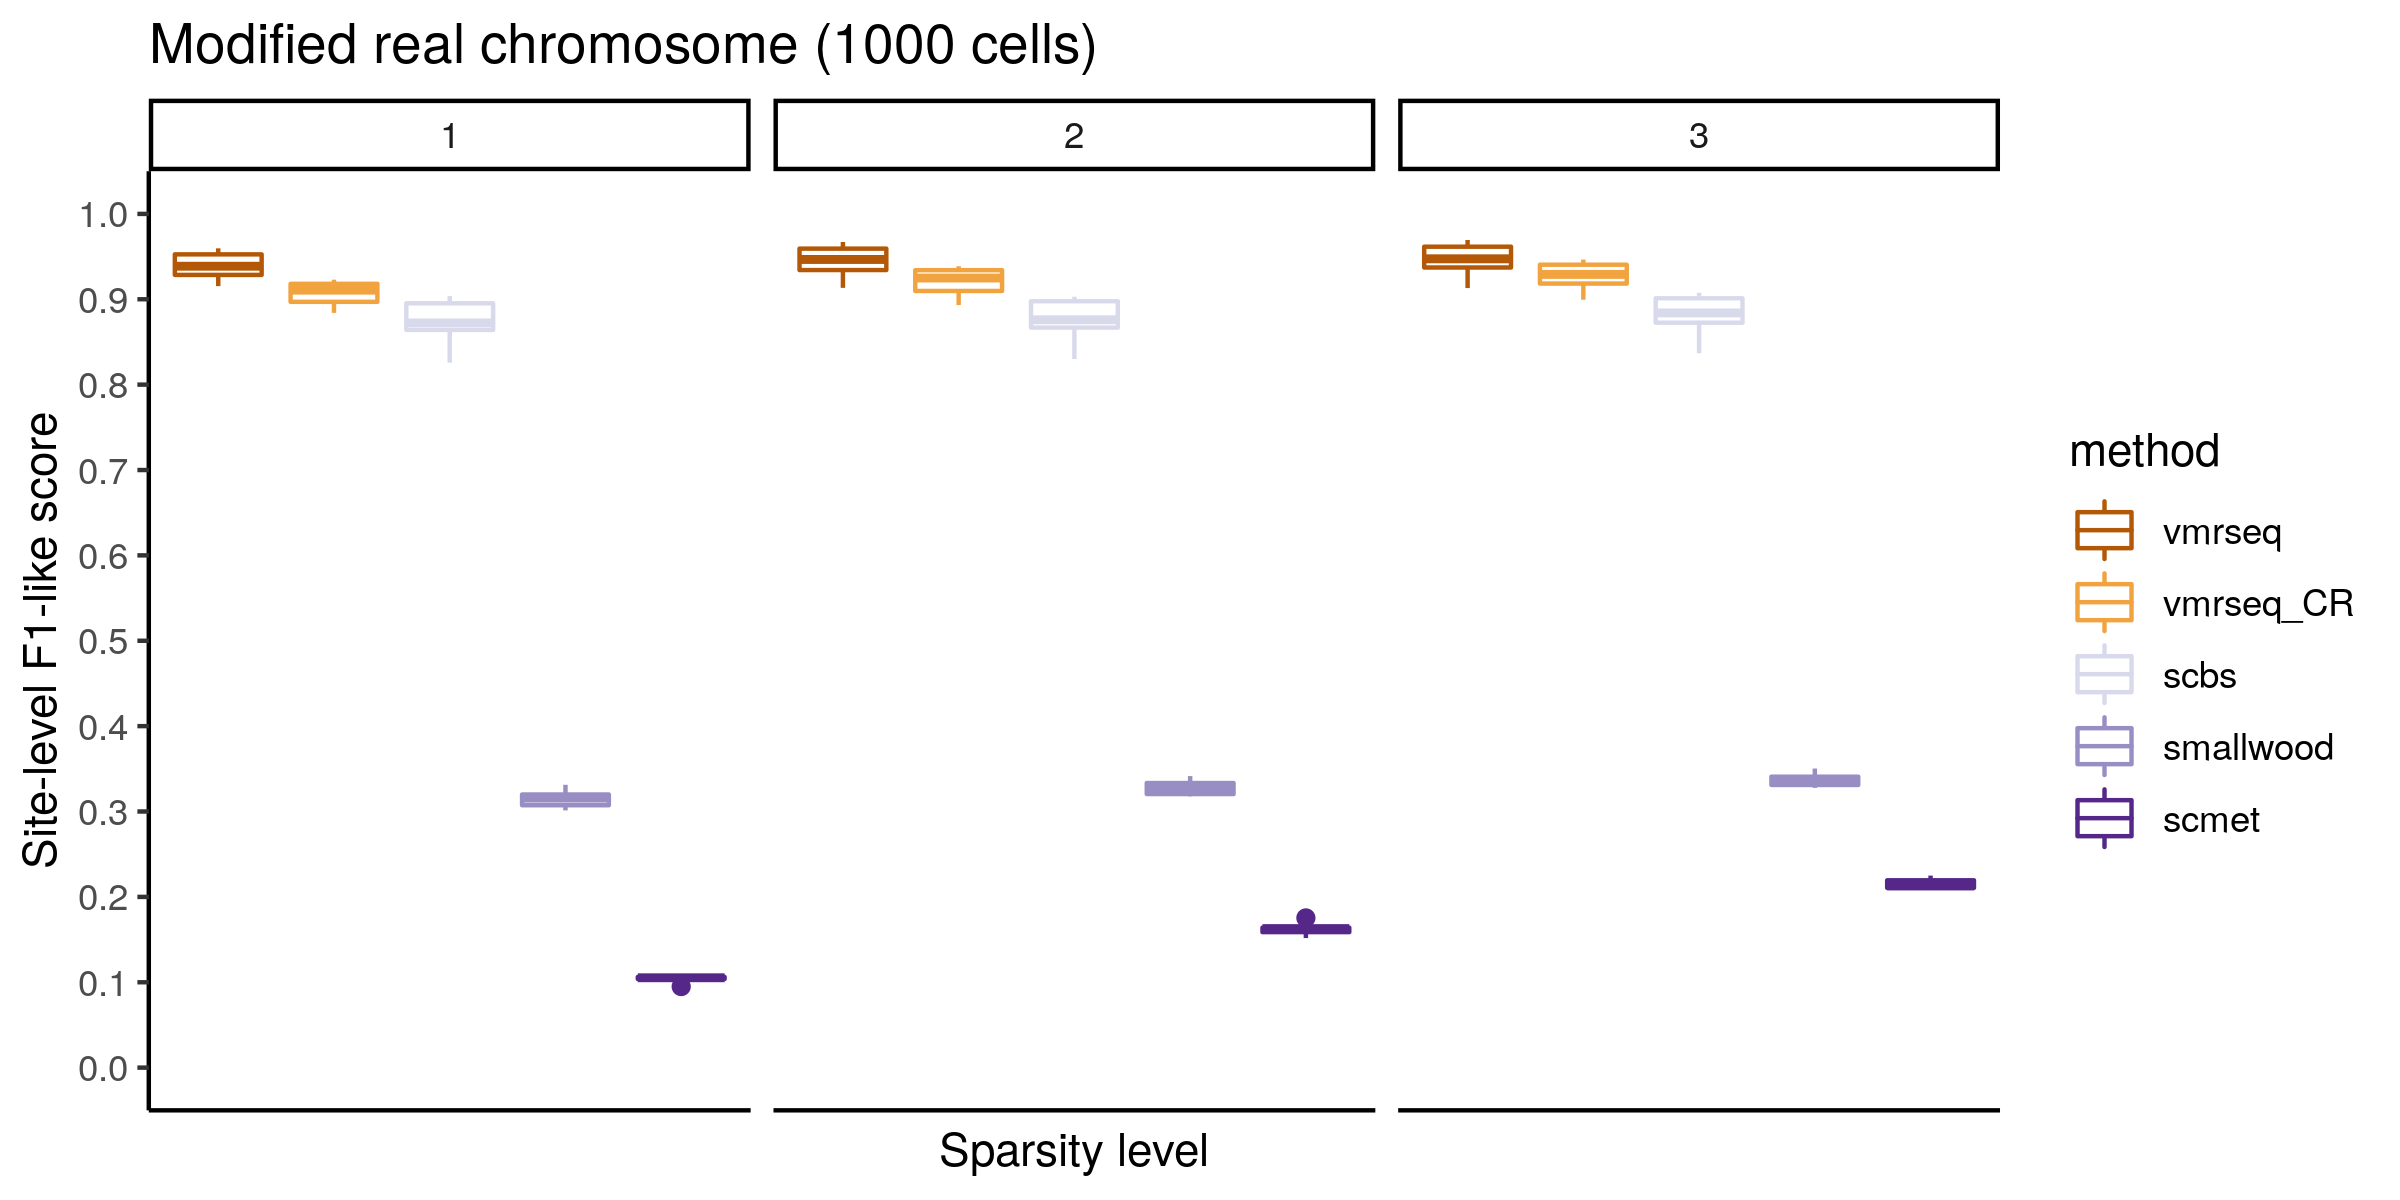 Modified real chromosome (1000 cells)
1
2
3
1.0
0.9
0.8
0.7
0.6
0.5
0.4
0.3
0.2
0.1
0.0
Site-level F1-like score
Sparsity level
method
vmrseq
vmrseq_CR
scbs
smallwood
scmet